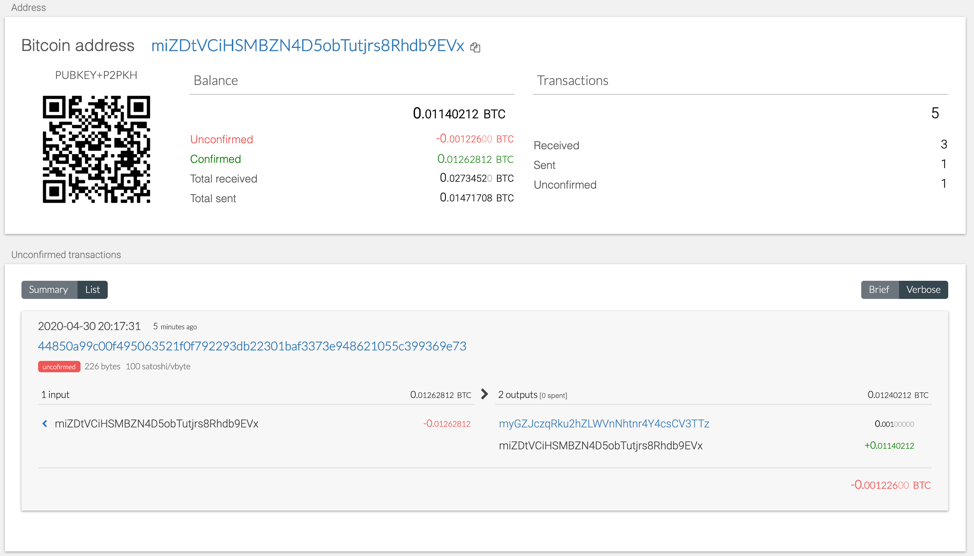 Address
Bitcoin address miZDtVCiHSMBZN4D5obTutjrs8Rhdb9EVx
PUBKEY+P2PKH
Balance
0.01140212 BTC
Unconfirmed -0.00122600 BTC
Confirmed 0.01262812 BTC
Total received 0.02734520 BTC
Total sent 0.01471708 BTC
Transactions
5
Received 3
Sent 1
Unconfirmed 1
Unconfirmed transactions
Summary List Brief Verbose
2020-04-30 20:17:31 5 minutes ago
44850a99c00f495063521f0f792293db22301baf3373e948621055c399369e73
unconfirmed 226 bytes 100 satoshi/vbyte
1 input 0.01262812 BTC 2 outputs [0 spent] 0.01240212 BTC
miZDtVCiHSMBZN4D5obTutjrs8Rhdb9EVx -0.01262812 myGZJczqRku2hZLWVnNhtnr4Y4csCV3TTz 0.00100000
miZDtVCiHSMBZN4D5obTutjrs8Rhdb9EVx +0.01140212
-0.00122600 BTC